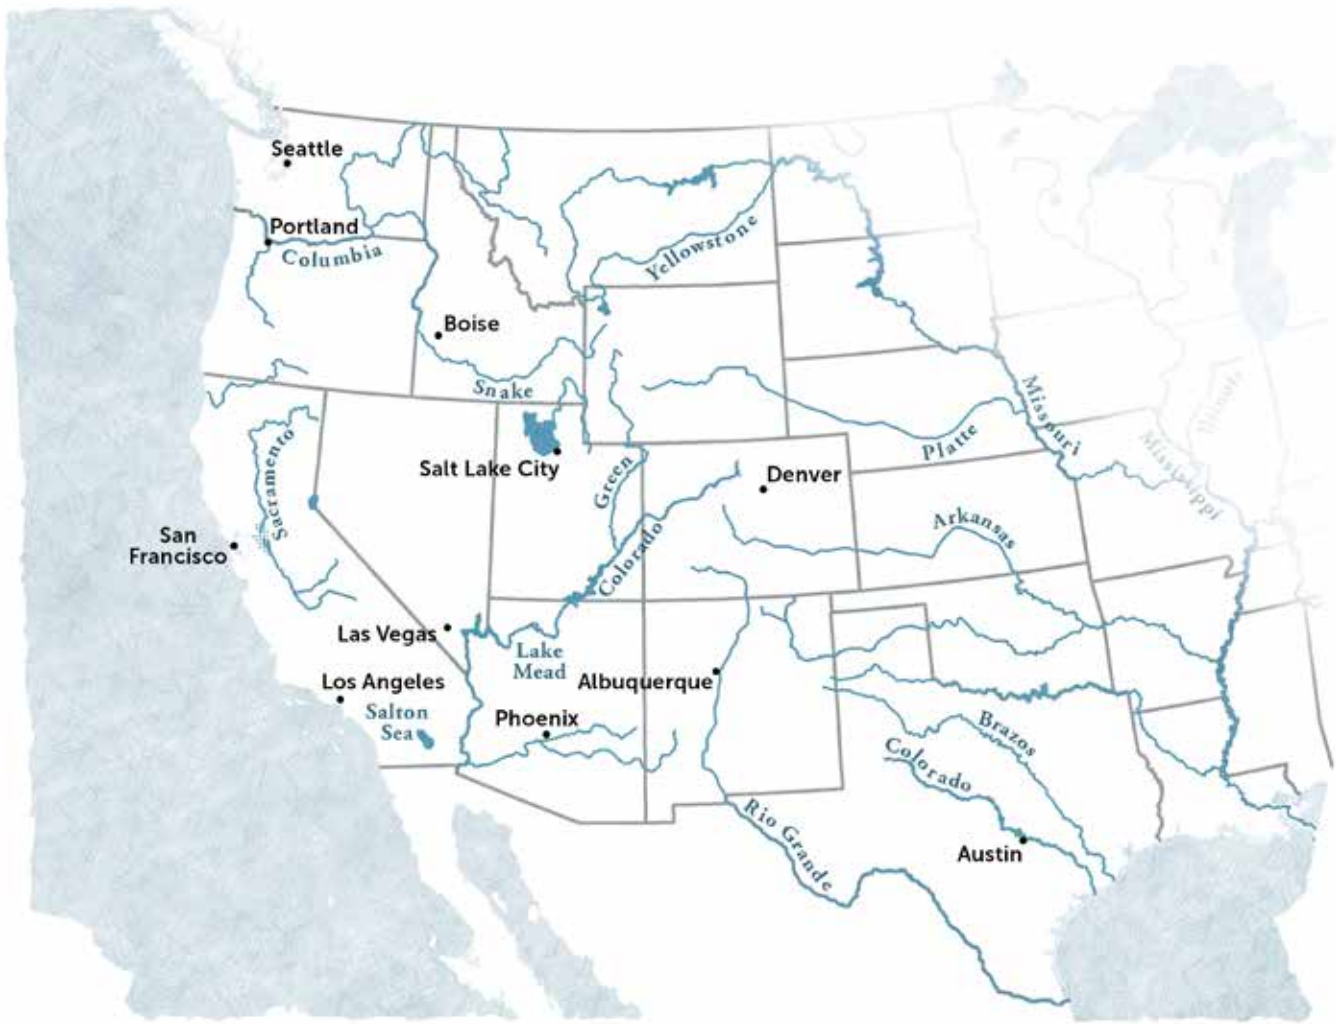 Seattle
Portland
Columbia
Yellowstone
Boise
Snake
Missouri
Platte
Illinois
Mississippi
Salt Lake City
Green
Denver
Sacramento
Arkansas
San
Francisco
Colorado
Las Vegas
Lake
Mead
Los Angeles
Albuquerque
Salton
Sea
Phoenix
Brazos
Colorado
Rio Grande
Austin